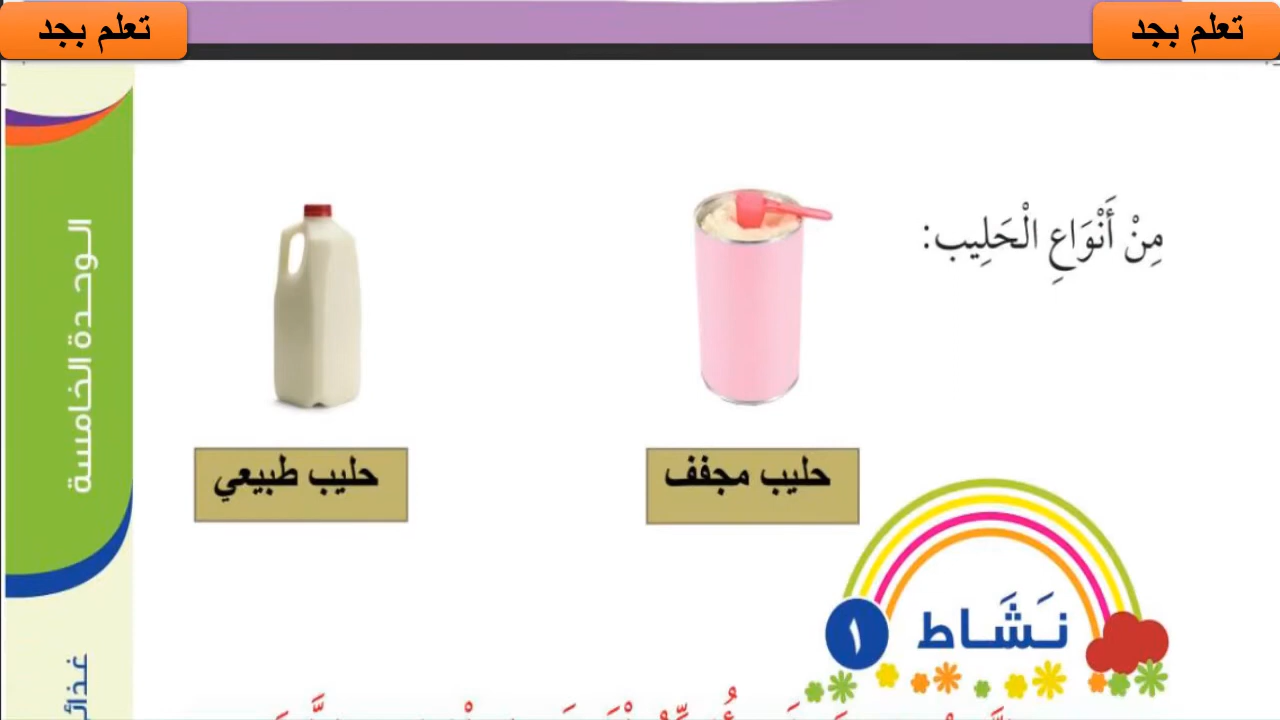 تعلم بجد
تعلم بجد
مِنْ أَنْوَاعِ الْحَلِيب:
حليب مجفف
حليب طبيعي
نَشَاط ١
الوحدة الخامسة